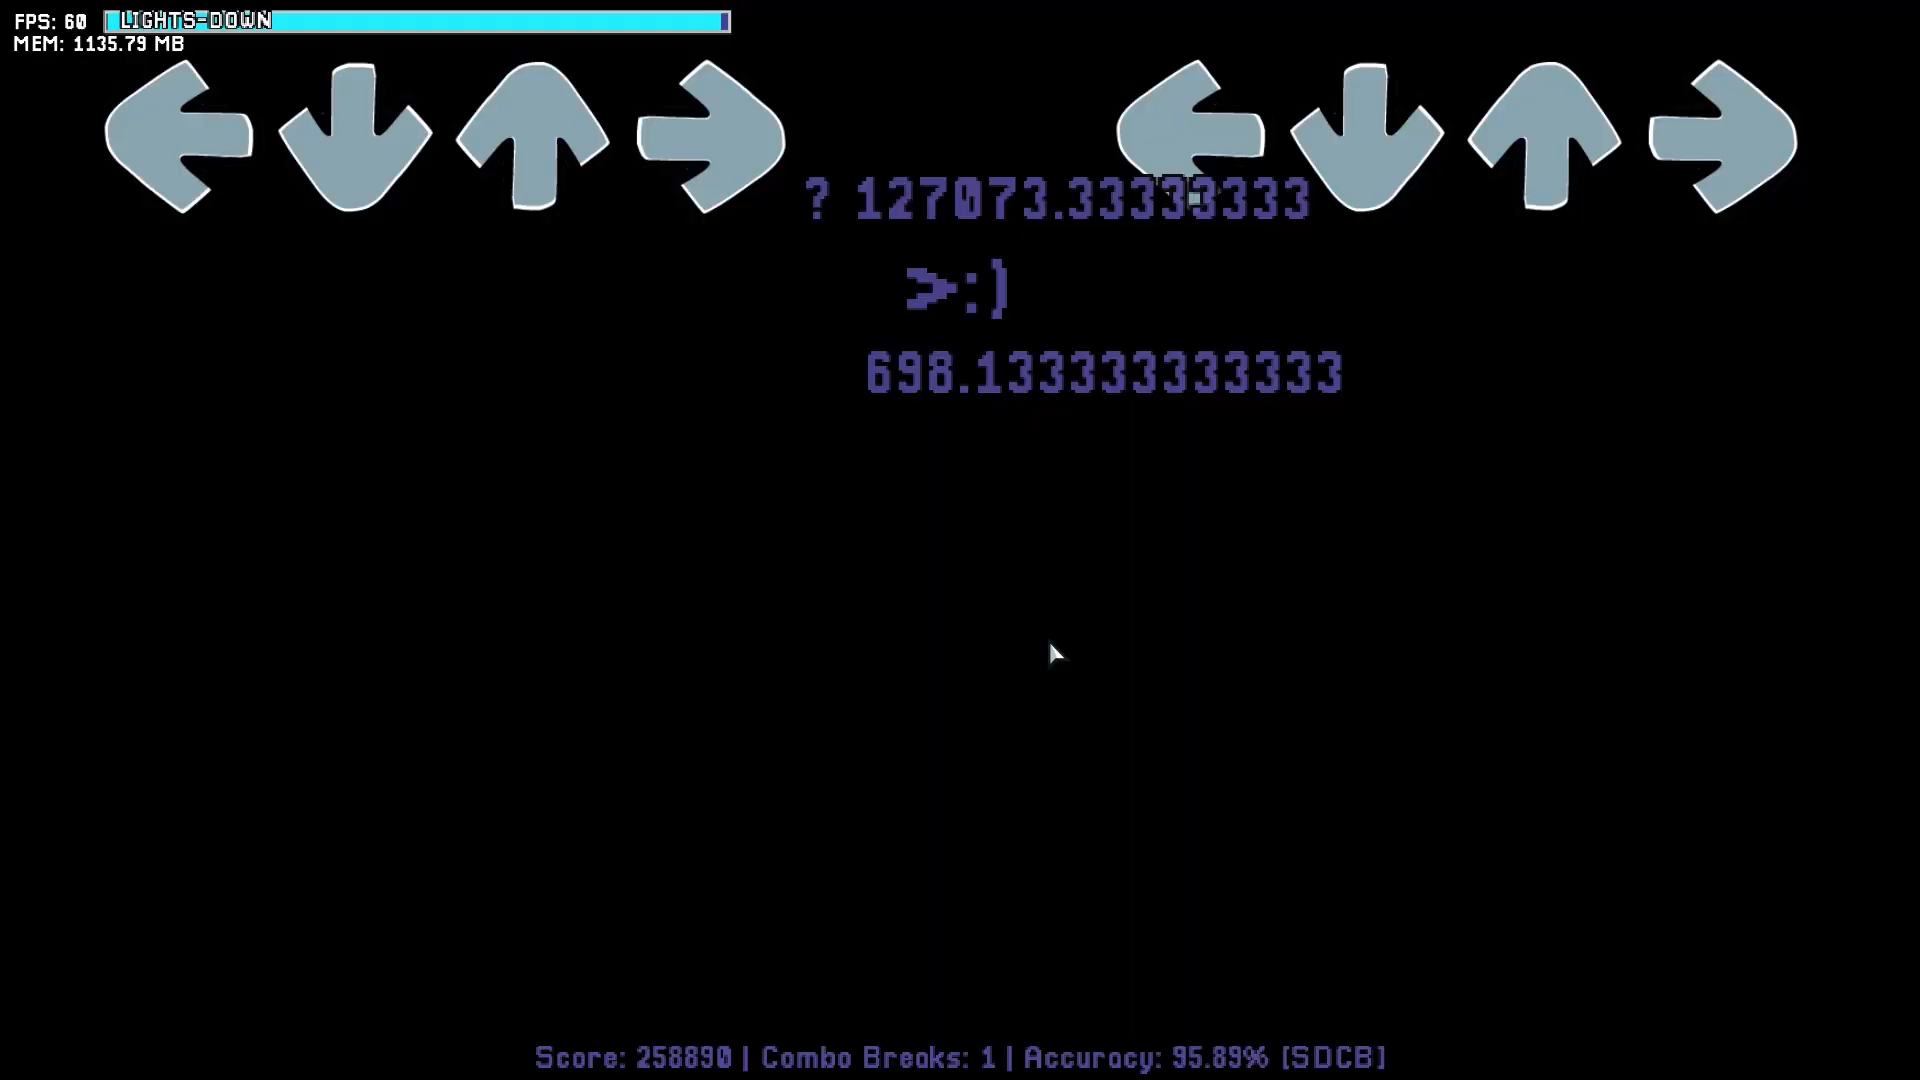 FPS: 60 LIGHTS-DOWN
MEM: 1135.79 MB
? 127073.33333333
>:)
698.133333333333
Score: 258890 | Combo Breaks: 1 | Accuracy: 95.89% [SDCB]